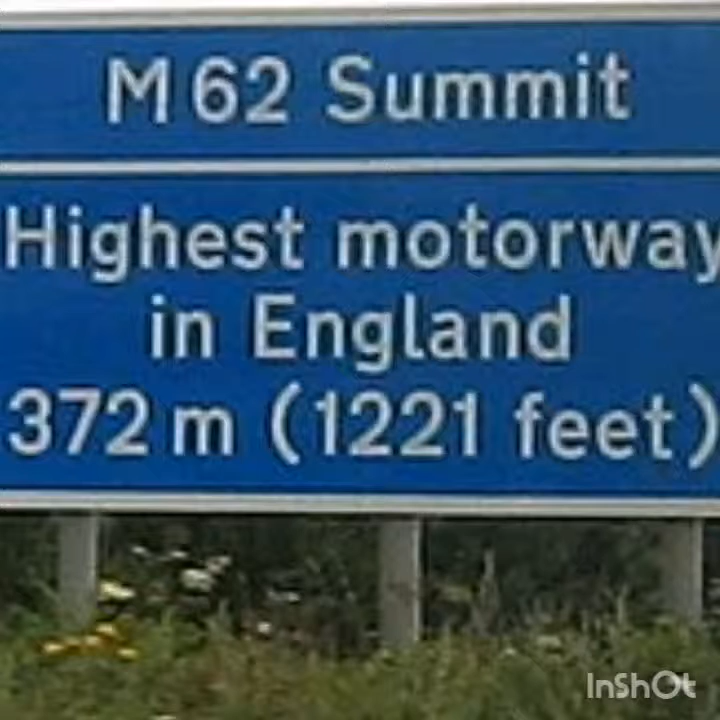 M62 Summit
Highest motorway
in England
372 m (1221 feet)
InShOt